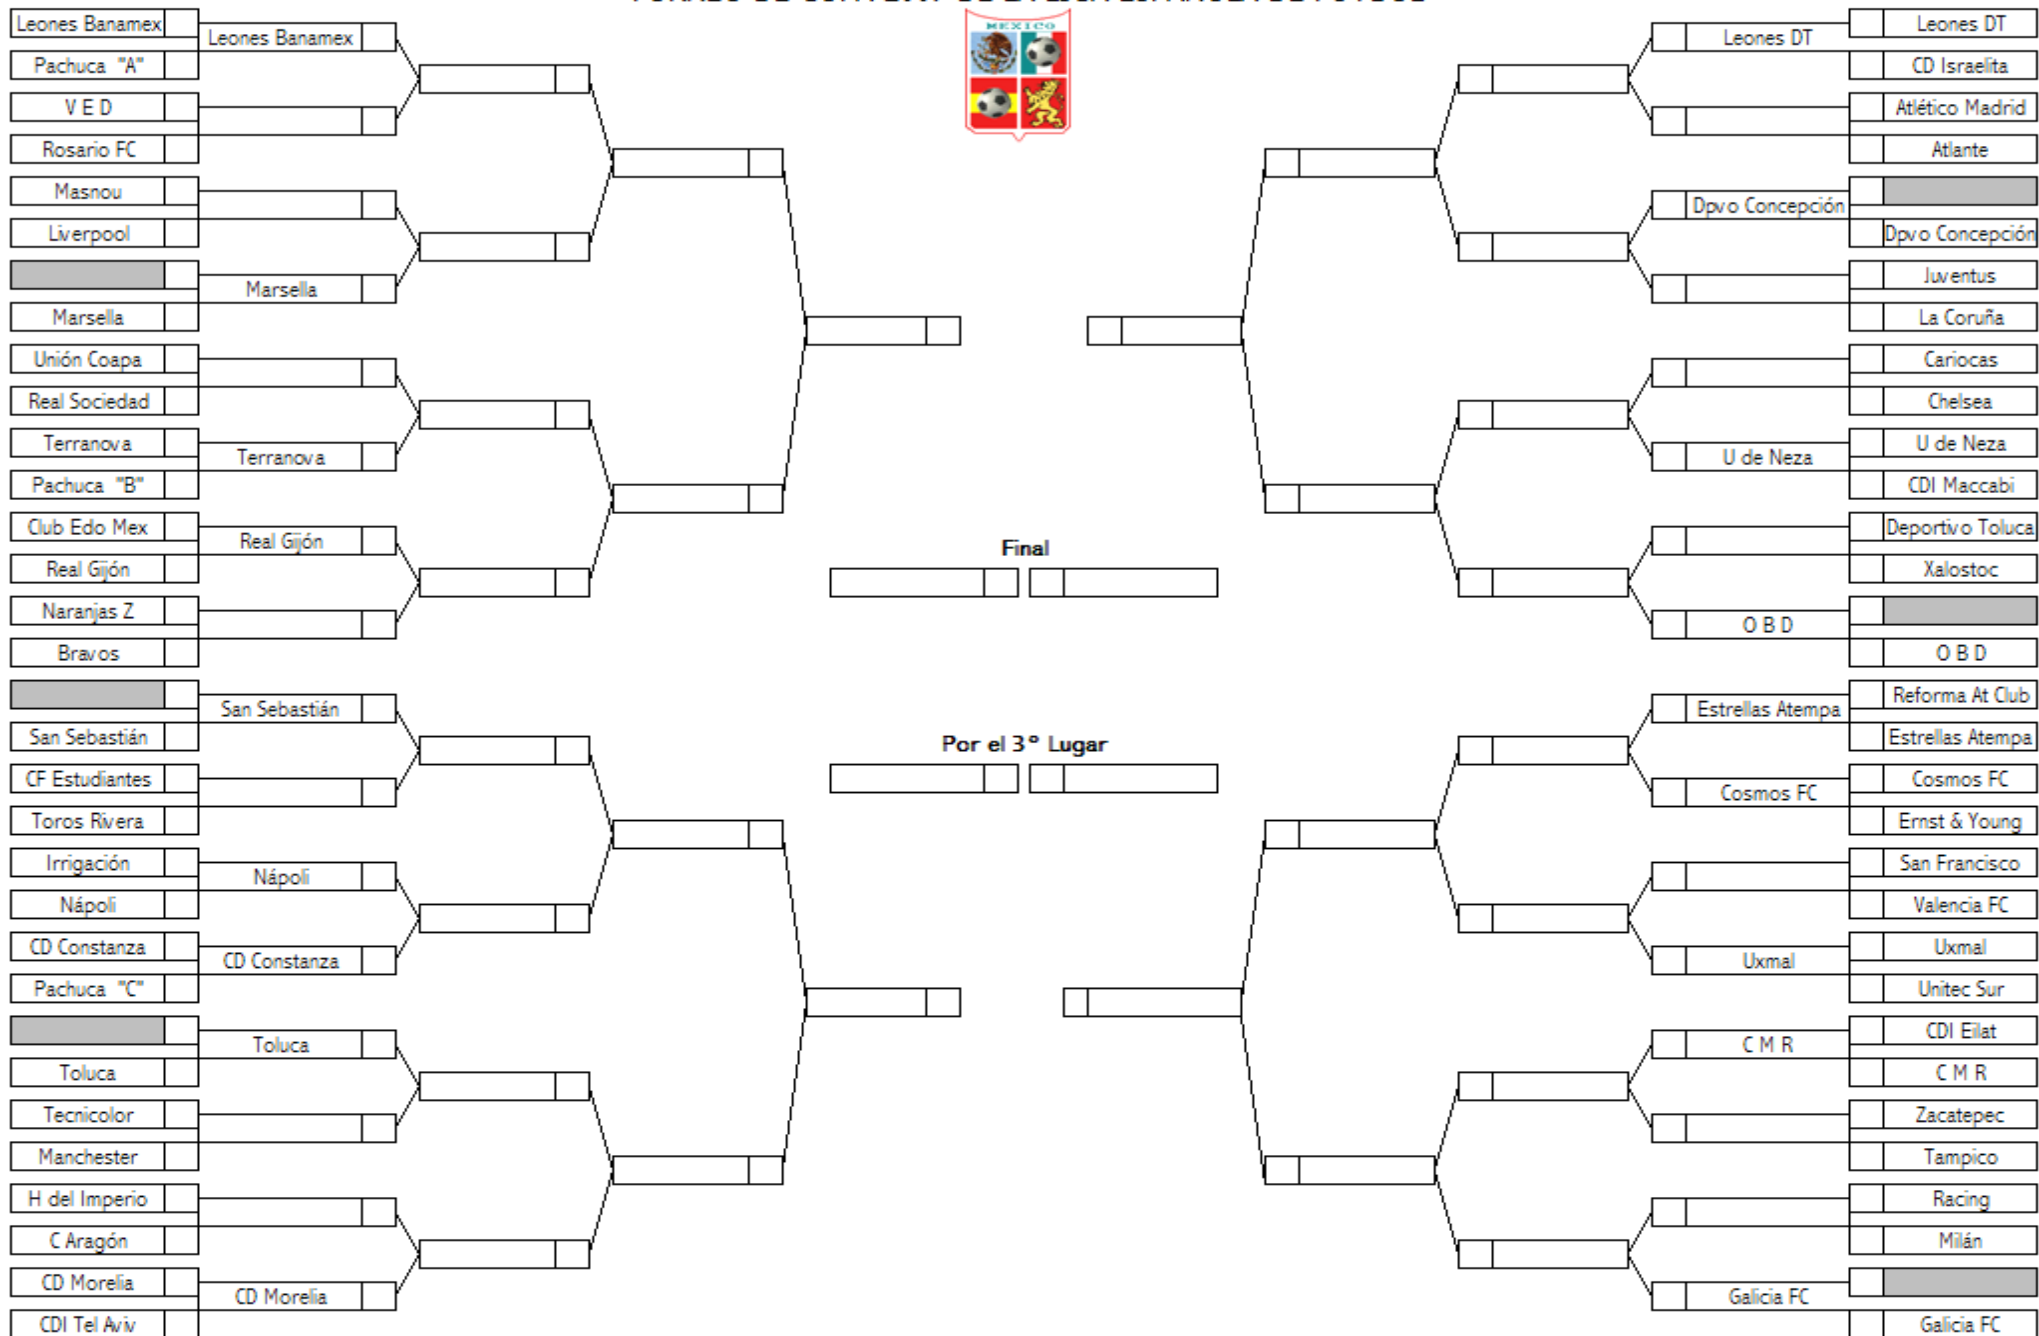 MEXICO
Leones Banamex
Pachuca "A"
V E D
Rosario FC
Masnou
Liverpool
Marsella
Unión Coapa
Real Sociedad
Terranova
Pachuca "B"
Club Edo Mex
Real Gijón
Naranjas Z
Bravos
San Sebastián
CF Estudiantes
Toros Rivera
Irrigación
Nápoli
CD Constanza
Pachuca "C"
Toluca
Tecnicolor
Manchester
H del Imperio
C Aragón
CD Morelia
CDI Tel Aviv
Leones Banamex
Marsella
Terranova
Real Gijón
San Sebastián
Nápoli
CD Constanza
Toluca
CD Morelia
Final
Por el 3° Lugar
Leones DT
Dpvo Concepción
U de Neza
O B D
Estrellas Atempa
Cosmos FC
Uxmal
C M R
Galicia FC
Leones DT
CD Israelita
Atlético Madrid
Atlante
Dpvo Concepción
Juventus
La Coruña
Cariocas
Chelsea
U de Neza
CDI Maccabi
Deportivo Toluca
Xalostoc
O B D
Reforma At Club
Estrellas Atempa
Cosmos FC
Ernst & Young
San Francisco
Valencia FC
Uxmal
Unitec Sur
CDI Eilat
C M R
Zacatepec
Tampico
Racing
Milán
Galicia FC